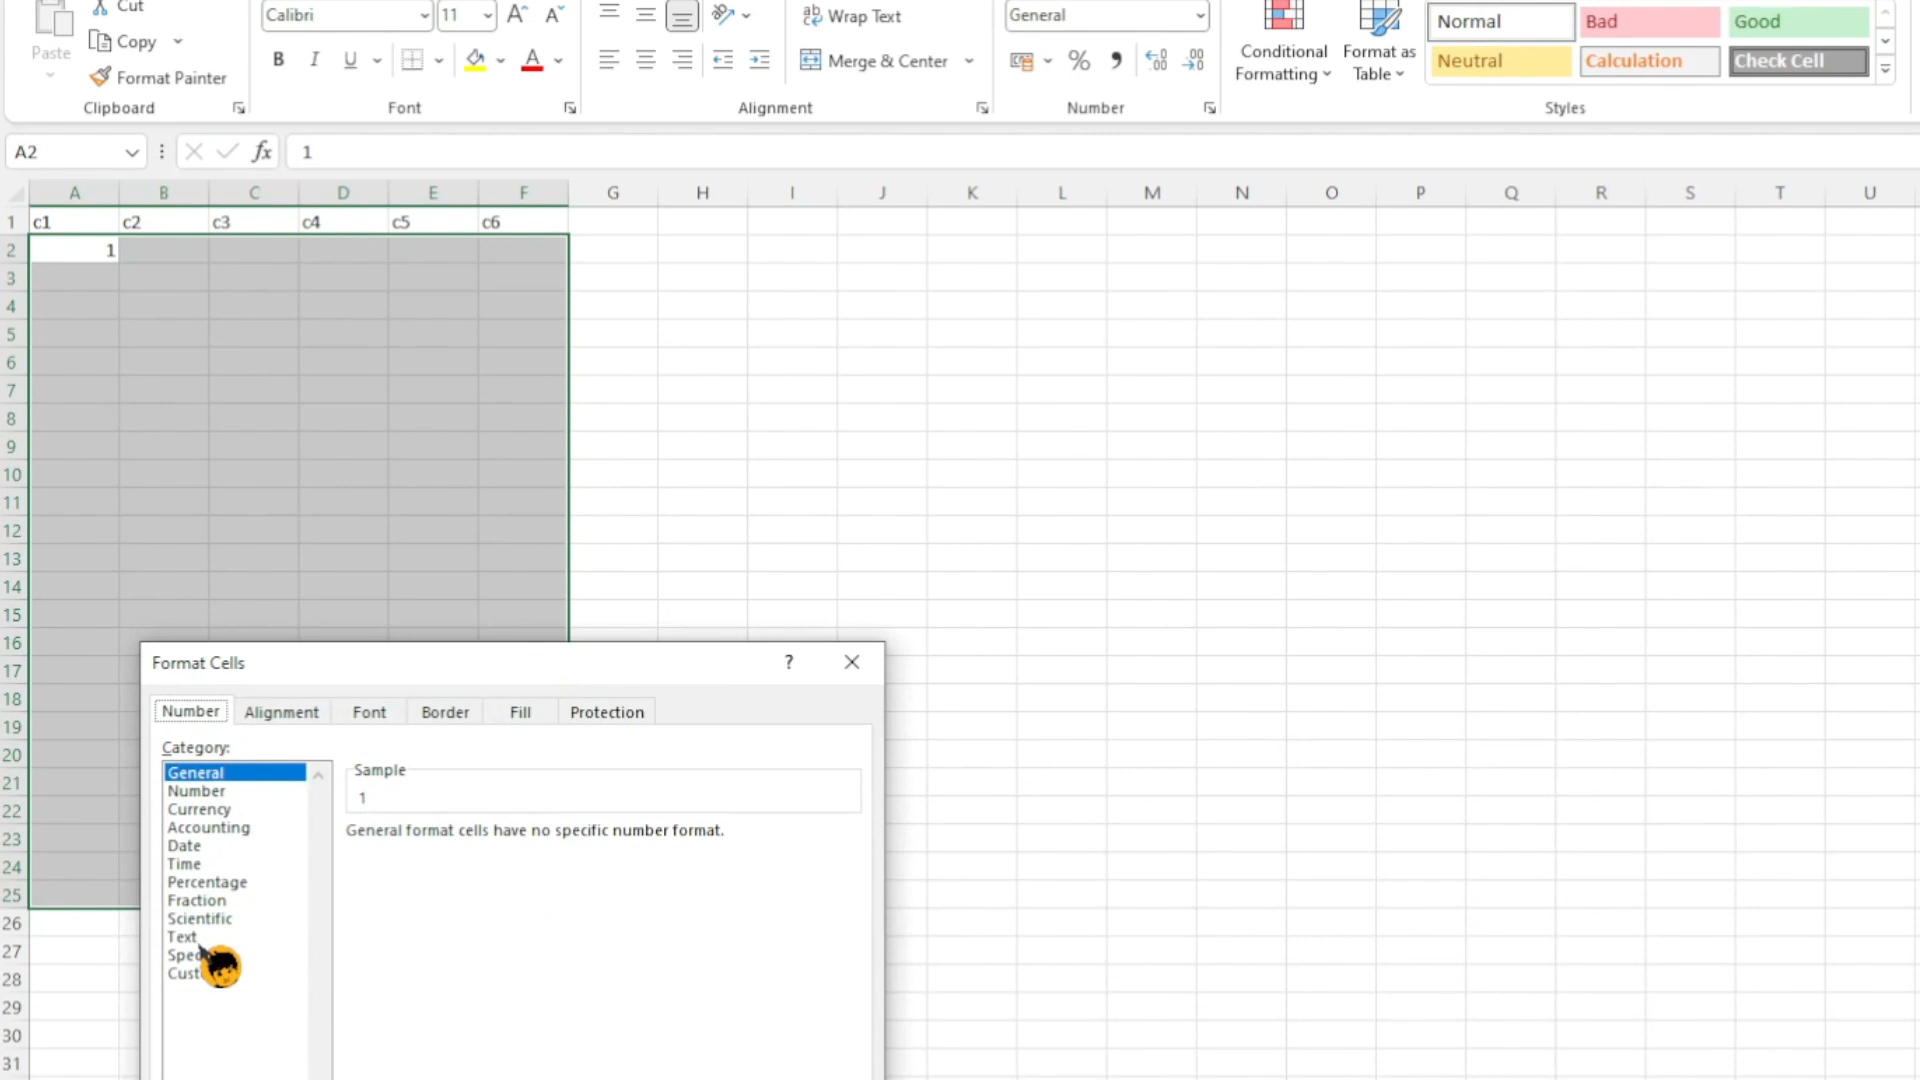 Cut
Calibri
11
Wrap Text
General
Normal
Bad
Good
Paste
Copy
B I U
A
Merge & Center
%
Conditional
Formatting
Format as
Table
Neutral
Calculation
Check Cell
Format Painter
Clipboard
Font
Alignment
Number
Styles
A2
fx
1
A B C D E F G H I J K L M N O P Q R S T U
1 c1 c2 c3 c4 c5 c6
2 1
3
4
5
6
7
8
9
10
11
12
13
14
15
16
17
18
19
20
21
22
23
24
25
26
27
28
29
30
31
Format Cells ?
Number Alignment Font Border Fill Protection
Category:
General
Number
Currency
Accounting
Date
Time
Percentage
Fraction
Scientific
Text
Sample
1
General format cells have no specific number format.